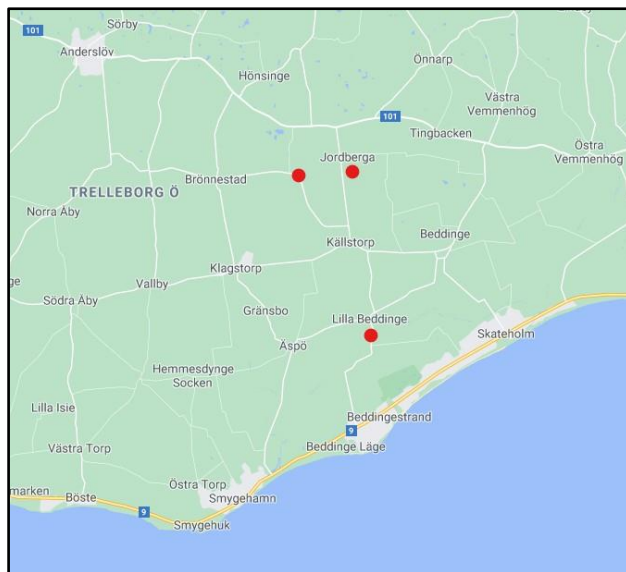 Sörby
101
Anderslöv
Önnarp
Hönsinge
Västra
Vemmenhög
101
Tingbacken
Östra
Vemmenhög
Jordberga
Brönnestad
TRELLEBORG Ö
Norra Åby
Beddinge
Källstorp
Klagstorp
ge
Vallby
Södra Åby
Gränsbo
Lilla Beddinge
Skateholm
Äspö
Hemmesdynge
Socken
Lilla Isie
Beddingestrand
9
Västra Torp
Beddinge Läge
Östra Torp
marken
Böste
Smygehamn
9
Smygehuk